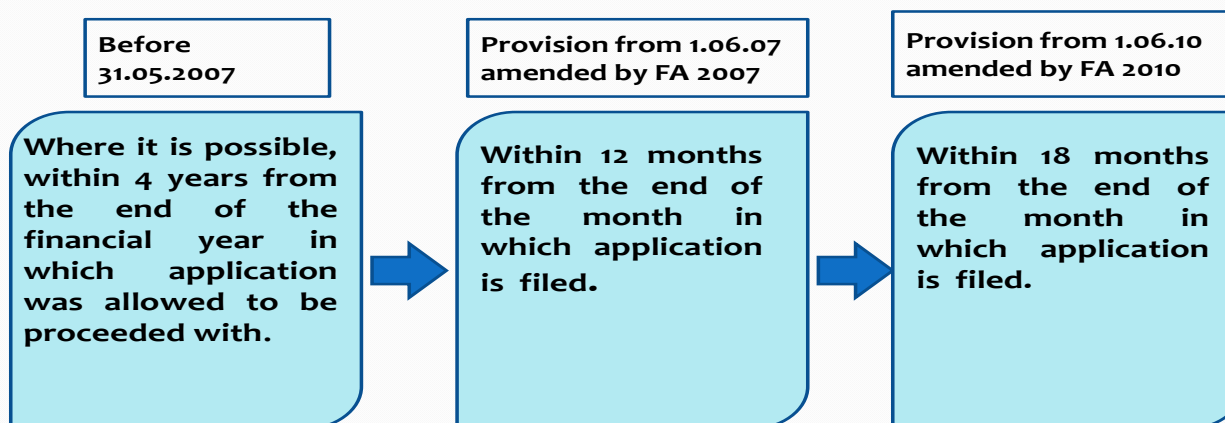 Before
31.05.2007
Where it is possible,
within 4 years from
the end of the
financial year in
which application
was allowed to be
proceeded with.
Provision from 1.06.07
amended by FA 2007
Within 12 months
from the end of
the month in
which application
is filed.
Provision from 1.06.10
amended by FA 2010
Within 18 months
from the end of
the month in
which application
is filed.